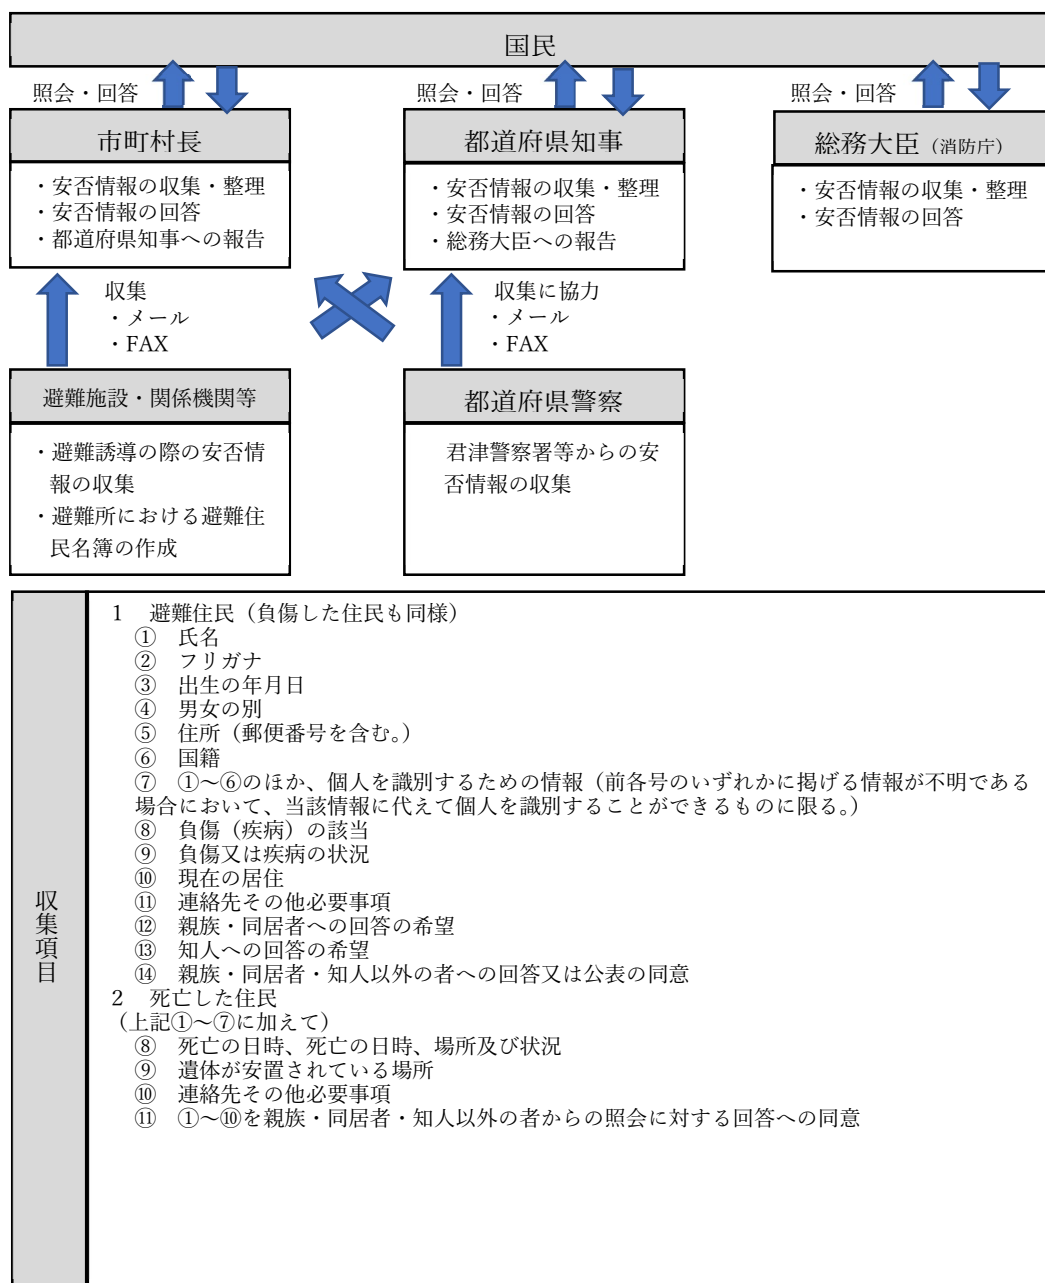 国民
照会・回答
照会・回答
照会・回答
市町村長
・安否情報の収集・整理
・安否情報の回答
・都道府県知事への報告
都道府県知事
・安否情報の収集・整理
・安否情報の回答
・総務大臣への報告
総務大臣（消防庁）
・安否情報の収集・整理
・安否情報の回答
収集
・メール
・FAX
収集に協力
・メール
・FAX
避難施設・関係機関等
・避難誘導の際の安否情
報の収集
・避難所における避難住
民名簿の作成
都道府県警察
君津警察署等からの安
否情報の収集
収集項目
1　避難住民（負傷した住民も同様）
①　氏名
②　フリガナ
③　出生の年月日
④　男女の別
⑤　住所（郵便番号を含む。）
⑥　国籍
⑦　①～⑥のほか、個人を識別するための情報（前各号のいずれかに掲げる情報が不明である
場合において、当該情報に代えて個人を識別することができるものに限る。）
⑧　負傷（疾病）の該当
⑨　負傷又は疾病の状況
⑩　現在の居住
⑪　連絡先その他必要事項
⑫　親族・同居者への回答の希望
⑬　知人への回答の希望
⑭　親族・同居者・知人以外の者への回答又は公表の同意
2　死亡した住民
（上記①～⑦に加えて）
⑧　死亡の日時、死亡の日時、場所及び状況
⑨　遺体が安置されている場所
⑩　連絡先その他必要事項
⑪　①～⑩を親族・同居者・知人以外の者からの照会に対する回答への同意